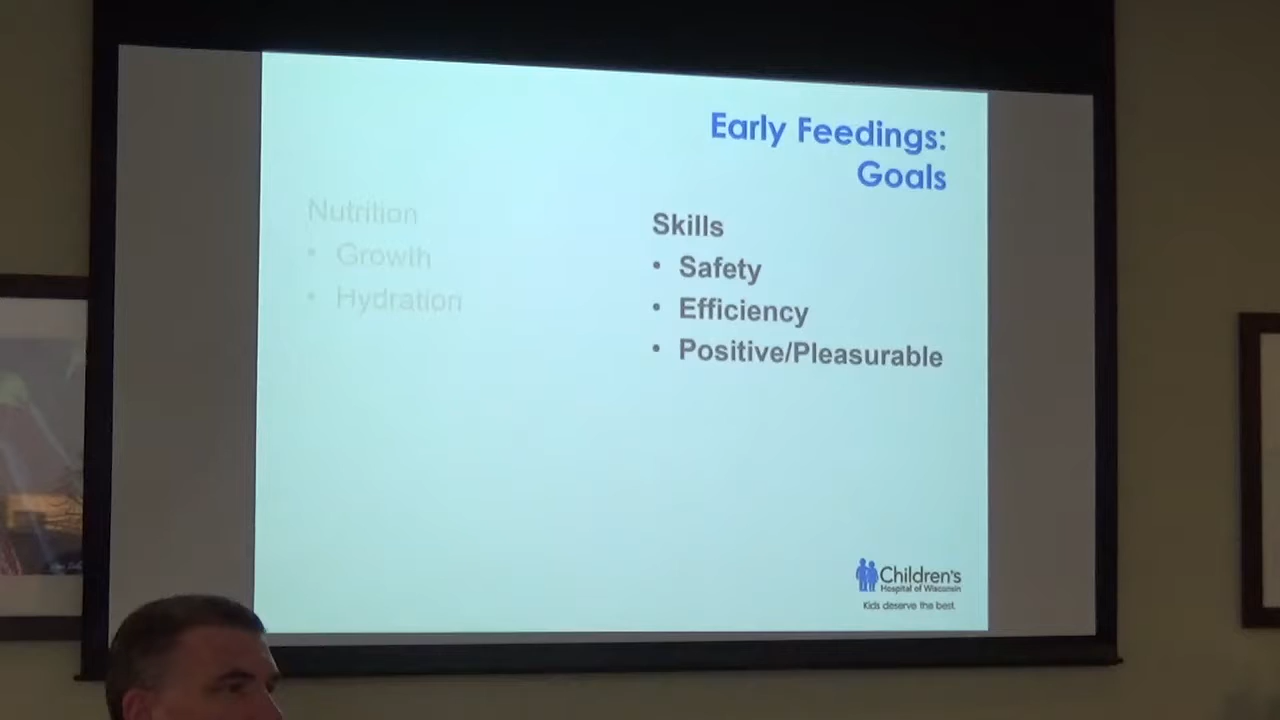 Early Feedings:
Goals
Nutrition
• Growth
• Hydration
Skills
• Safety
• Efficiency
• Positive/Pleasurable
Children's
Hospital of Wisconsin
Kids deserve the best.